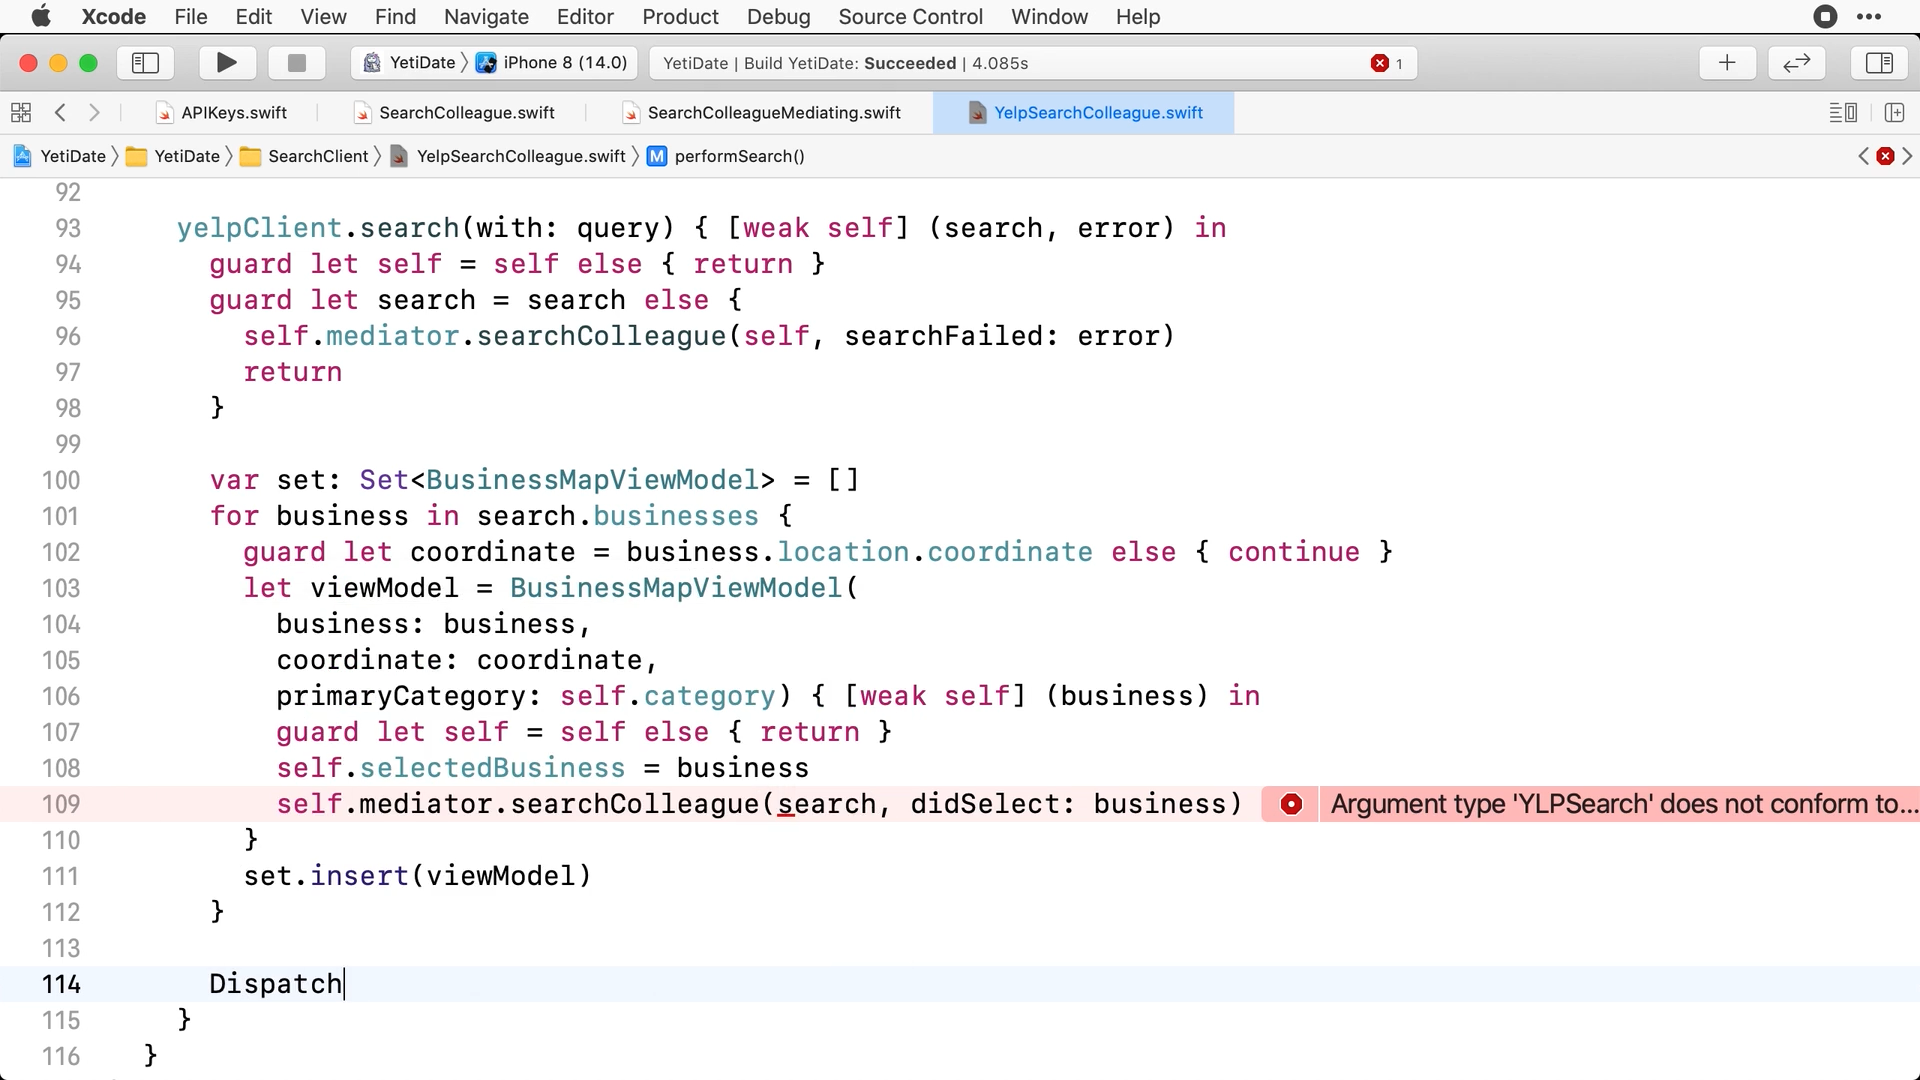 Xcode File Edit View Find Navigate Editor Product Debug Source Control Window Help
YetiDate iPhone 8 (14.0) YetiDate | Build YetiDate: Succeeded | 4.085s 1
APIKeys.swift SearchColleague.swift SearchColleagueMediating.swift YelpSearchColleague.swift
YetiDate YetiDate SearchClient YelpSearchColleague.swift M performSearch()
92
93 yelpClient.search(with: query) { [weak self] (search, error) in
94 guard let self = self else { return }
95 guard let search = search else {
96 self.mediator.searchColleague(self, searchFailed: error)
97 return
98 }
99
100 var set: Set<BusinessMapViewModel> = []
101 for business in search.businesses {
102 guard let coordinate = business.location.coordinate else { continue }
103 let viewModel = BusinessMapViewModel(
104 business: business,
105 coordinate: coordinate,
106 primaryCategory: self.category) { [weak self] (business) in
107 guard let self = self else { return }
108 self.selectedBusiness = business
109 self.mediator.searchColleague(search, didSelect: business) Argument type 'YLPSearch' does not conform to...
110 }
111 set.insert(viewModel)
112 }
113
114 Dispatch
115 }
116 }